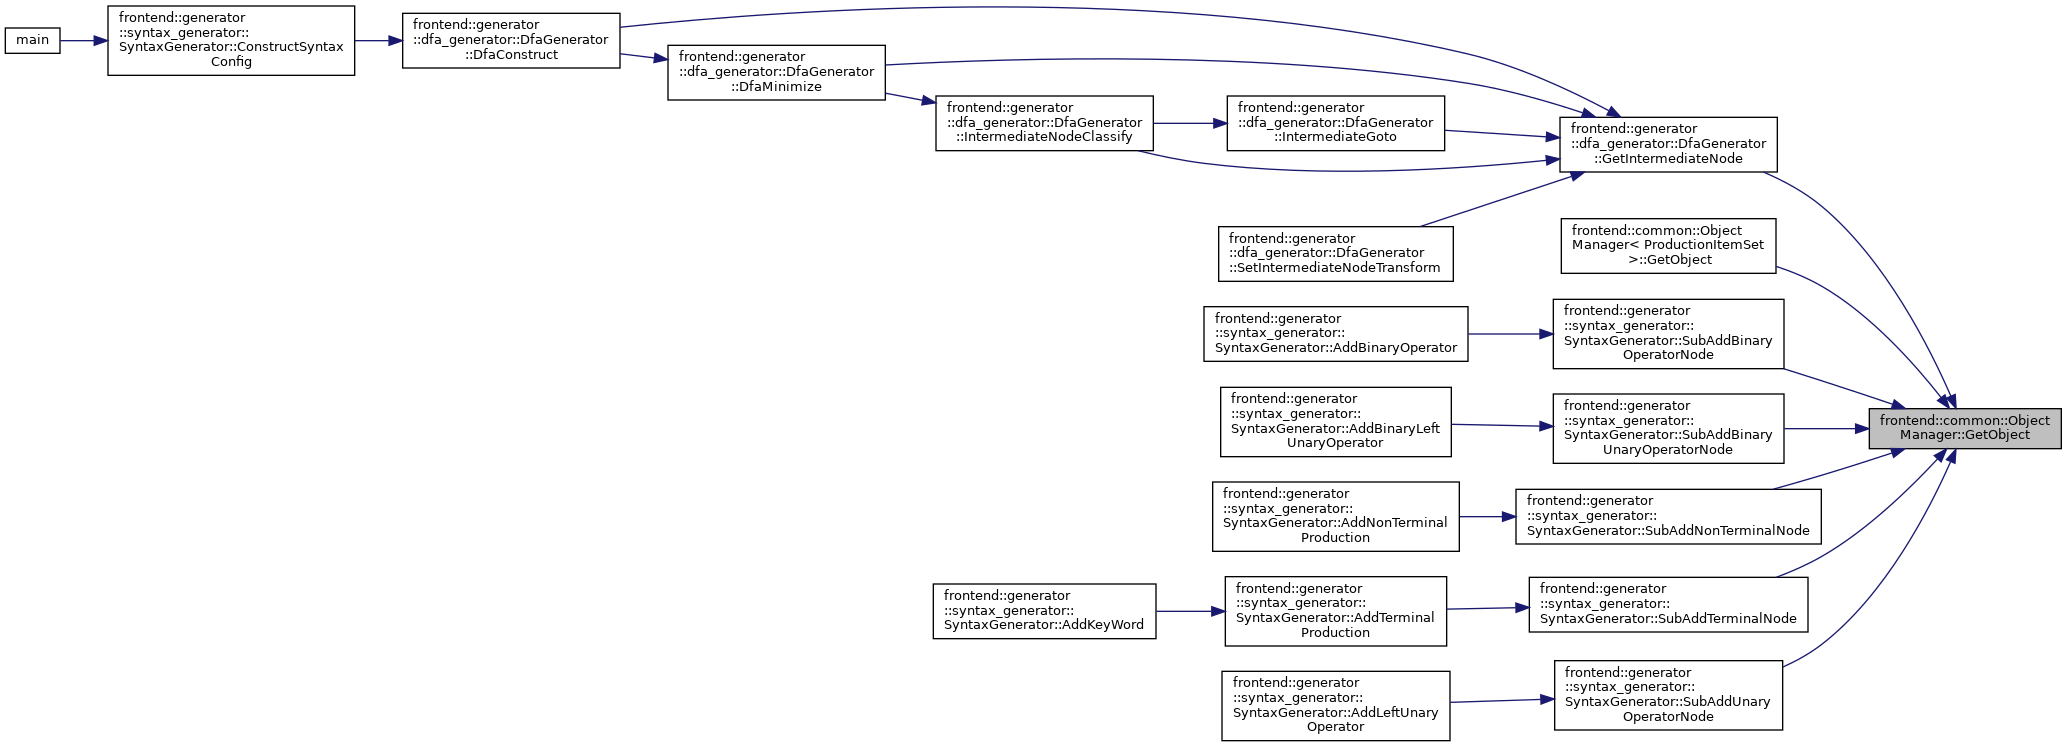 main
frontend::generator
::syntax_generator::
SyntaxGenerator::ConstructSyntax
Config
frontend::generator
::dfa_generator::DfaGenerator
::DfaConstruct
frontend::generator
::dfa_generator::DfaGenerator
::DfaMinimize
frontend::generator
::dfa_generator::DfaGenerator
::IntermediateNodeClassify
frontend::generator
::dfa_generator::DfaGenerator
::IntermediateGoto
frontend::generator
::dfa_generator::DfaGenerator
::GetIntermediateNode
frontend::generator
::dfa_generator::DfaGenerator
::SetIntermediateNodeTransform
frontend::common::Object
Manager< ProductionItemSet
>::GetObject
frontend::generator
::syntax_generator::
SyntaxGenerator::AddBinaryOperator
frontend::generator
::syntax_generator::
SyntaxGenerator::SubAddBinary
OperatorNode
frontend::generator
::syntax_generator::
SyntaxGenerator::AddBinaryLeft
UnaryOperator
frontend::generator
::syntax_generator::
SyntaxGenerator::SubAddBinary
UnaryOperatorNode
frontend::common::Object
Manager::GetObject
frontend::generator
::syntax_generator::
SyntaxGenerator::AddNonTerminal
Production
frontend::generator
::syntax_generator::
SyntaxGenerator::SubAddNonTerminalNode
frontend::generator
::syntax_generator::
SyntaxGenerator::AddKeyWord
frontend::generator
::syntax_generator::
SyntaxGenerator::AddTerminal
Production
frontend::generator
::syntax_generator::
SyntaxGenerator::SubAddTerminalNode
frontend::generator
::syntax_generator::
SyntaxGenerator::AddLeftUnary
Operator
frontend::generator
::syntax_generator::
SyntaxGenerator::SubAddUnary
OperatorNode